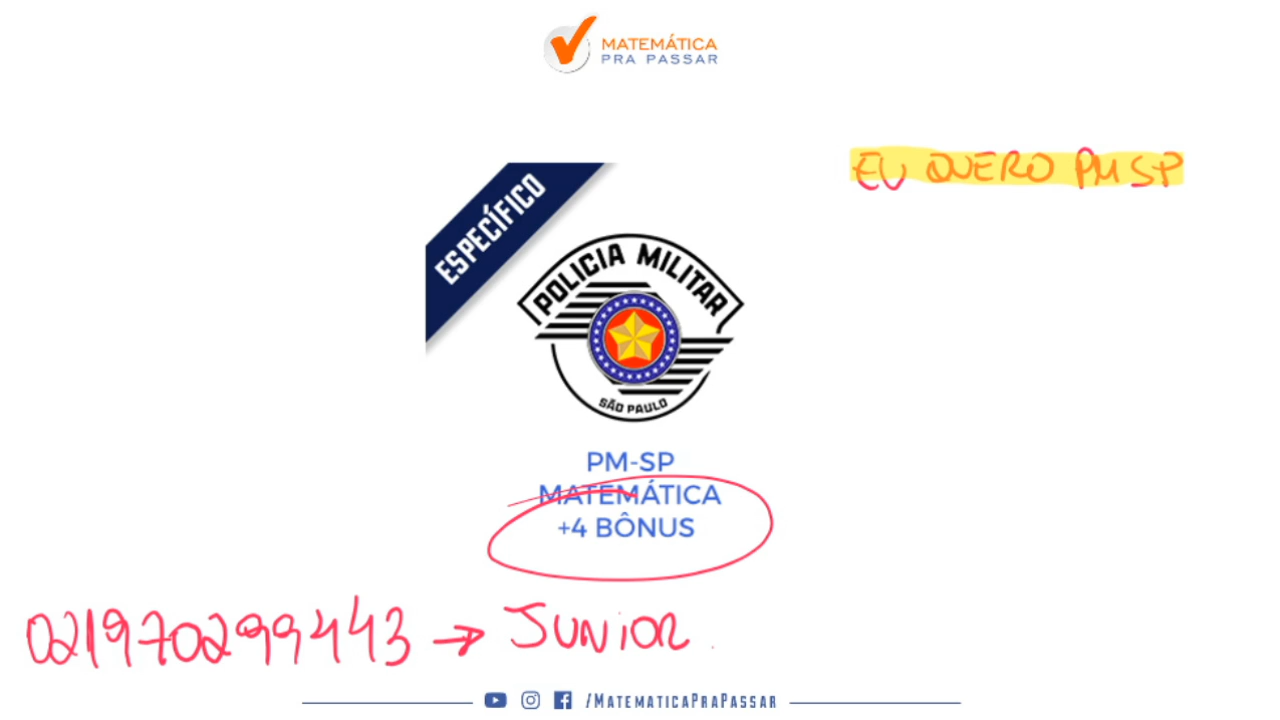 MATEMÁTICA
PRA PASSAR
EU QUERO PM SP
ESPECÍFICO
POLICIA MILITAR
SÃO PAULO
PM-SP
MATEMÁTICA
+4 BÔNUS
021970299443 → JUNIOR
/MATEMATICAPRAPASSAR